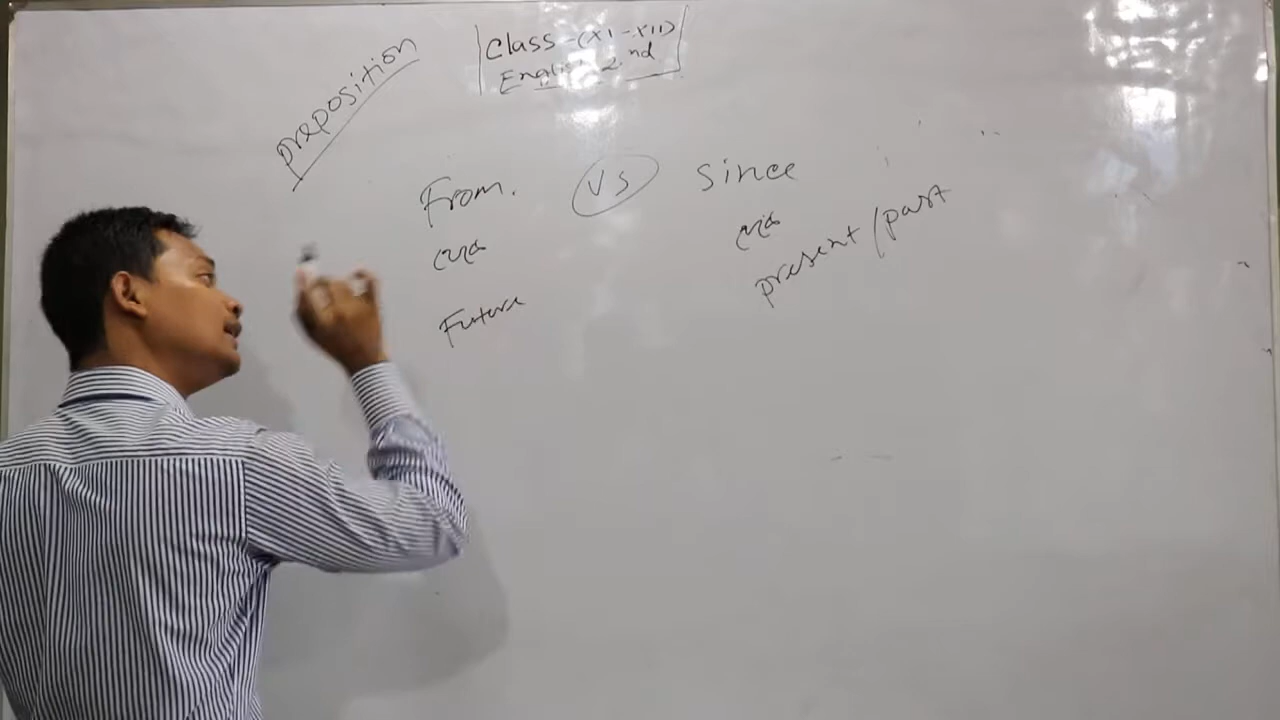 Class-(XI-XII)
English 2nd
preposition
From. VS Since
থেকে থেকে
Future present/past